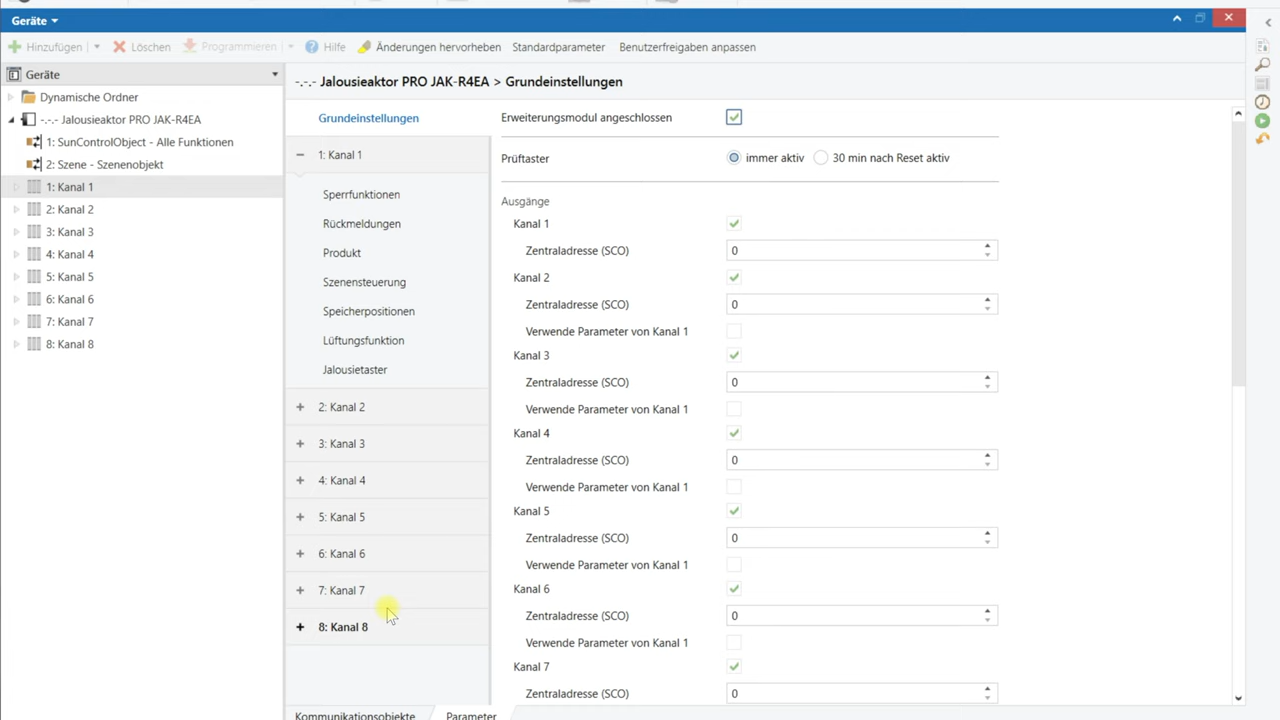 Geräte
Hinzufügen
Löschen
Programmieren
Hilfe
Änderungen hervorheben
Standardparameter
Benutzerfreigaben anpassen
Geräte
Dynamische Ordner
-.-.- Jalousieaktor PRO JAK-R4EA
1: SunControlObject - Alle Funktionen
2: Szene - Szenenobjekt
1: Kanal 1
2: Kanal 2
3: Kanal 3
4: Kanal 4
5: Kanal 5
6: Kanal 6
7: Kanal 7
8: Kanal 8
-.-.- Jalousieaktor PRO JAK-R4EA > Grundeinstellungen
Grundeinstellungen
1: Kanal 1
Sperrfunktionen
Rückmeldungen
Produkt
Szenensteuerung
Speicherpositionen
Lüftungsfunktion
Jalousietaster
2: Kanal 2
3: Kanal 3
4: Kanal 4
5: Kanal 5
6: Kanal 6
7: Kanal 7
8: Kanal 8
Erweiterungsmodul angeschlossen
Prüftaster
immer aktiv
30 min nach Reset aktiv
Ausgänge
Kanal 1
Zentraladresse (SCO)
0
Kanal 2
Zentraladresse (SCO)
0
Verwende Parameter von Kanal 1
Kanal 3
Zentraladresse (SCO)
0
Verwende Parameter von Kanal 1
Kanal 4
Zentraladresse (SCO)
0
Verwende Parameter von Kanal 1
Kanal 5
Zentraladresse (SCO)
0
Verwende Parameter von Kanal 1
Kanal 6
Zentraladresse (SCO)
0
Verwende Parameter von Kanal 1
Kanal 7
Zentraladresse (SCO)
0
Kommunikationsobjekte
Parameter